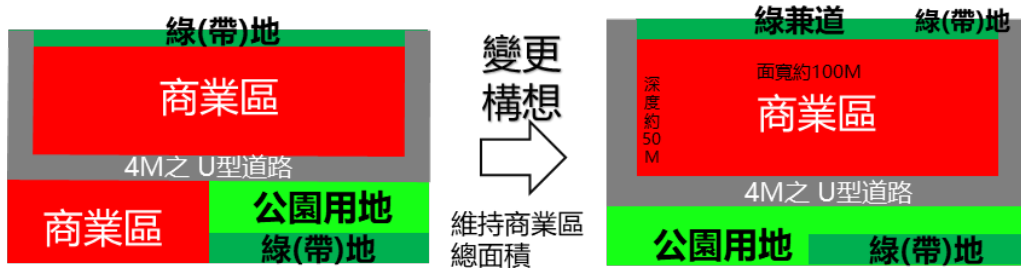 綠(帶)地
商業區
4M之 U型道路
商業區
公園用地
綠(帶)地
變更
構想
維持商業區
總面積
綠兼道
綠(帶)地
面寬約100M
深度約50M
商業區
4M之 U型道路
公園用地
綠(帶)地